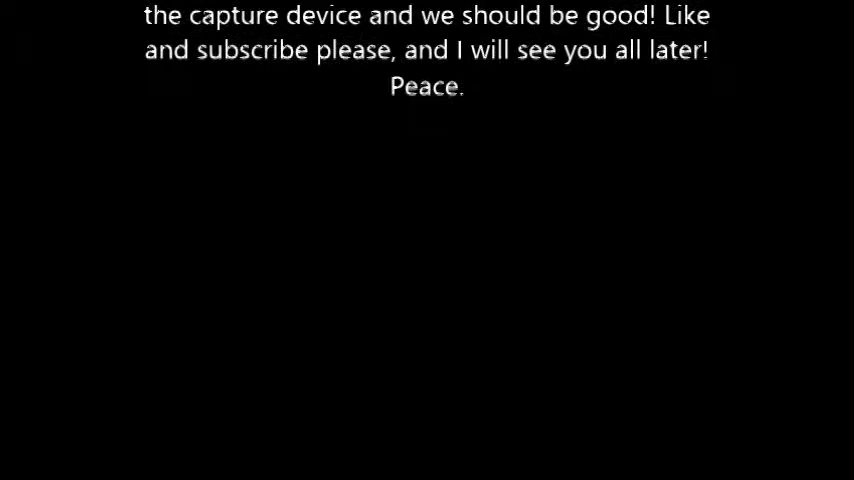 the capture device and we should be good! Like
and subscribe please, and I will see you all later!
Peace.